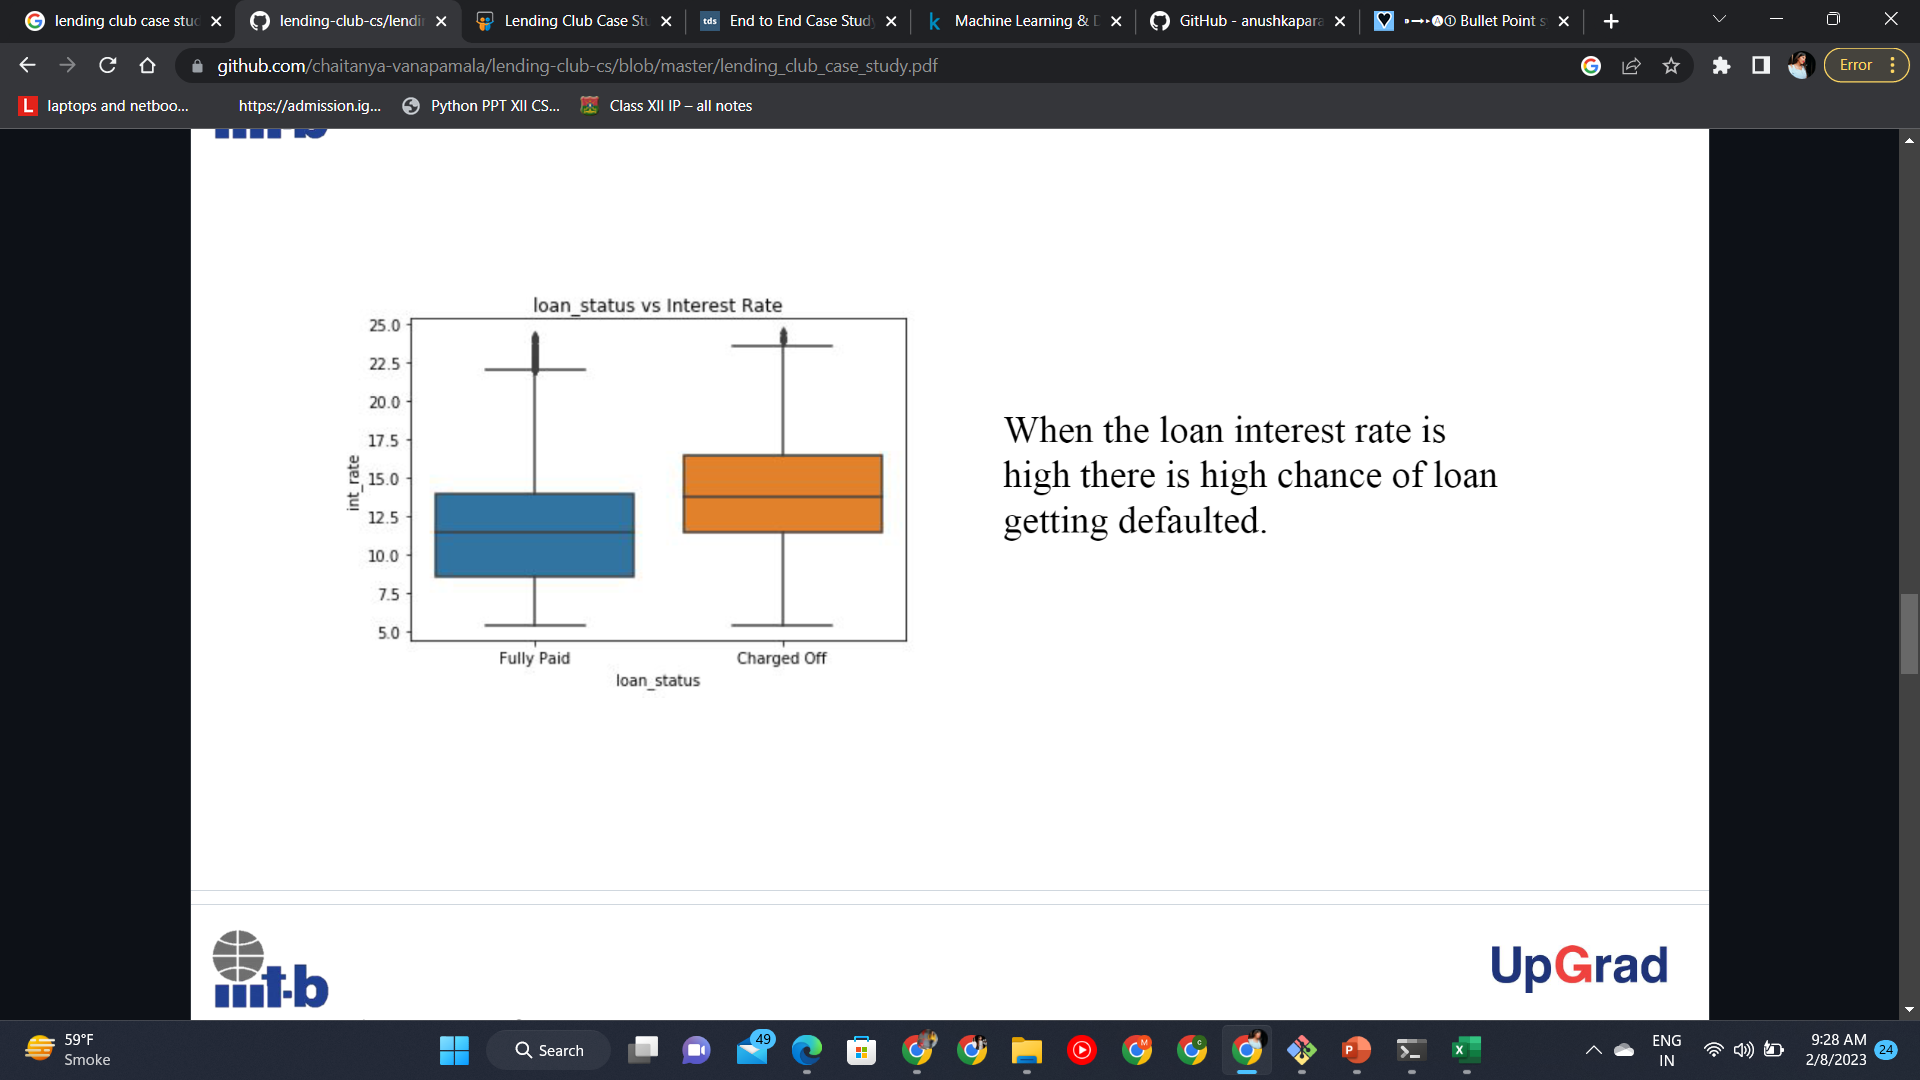 lending club case stud
lending-club-cs/lendin
Lending Club Case Stu
tds
End to End Case Study
Machine Learning & D
GitHub - anushkapara
Bullet Point s
github.com/chaitanya-vanapamala/lending-club-cs/blob/master/lending_club_case_study.pdf
Error
L
laptops and netboo...
https://admission.ig...
Python PPT XII CS...
Class XII IP – all notes
loan_status vs Interest Rate
25.0
22.5
20.0
17.5
15.0
12.5
10.0
7.5
5.0
int_rate
Fully Paid
Charged Off
loan_status
When the loan interest rate is
high there is high chance of loan
getting defaulted.
iiit-b
UpGrad
59°F
Smoke
Search
49
ENG
IN
9:28 AM
2/8/2023
24